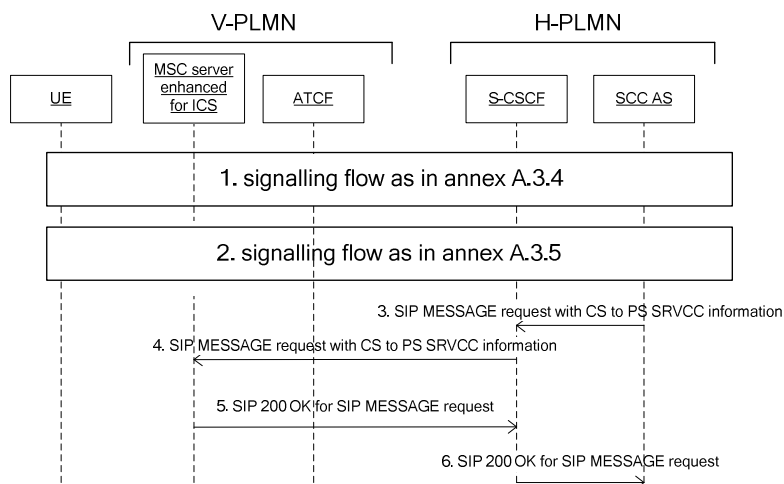 V-PLMN
H-PLMN
UE
MSC server
enhanced
for ICS
ATCF
S-CSCF
SCC AS
1. signalling flow as in annex A.3.4
2. signalling flow as in annex A.3.5
3. SIP MESSAGE request with CS to PS SRVCC information
4. SIP MESSAGE request with CS to PS SRVCC information
5. SIP 200 OK for SIP MESSAGE request
6. SIP 200 OK for SIP MESSAGE request